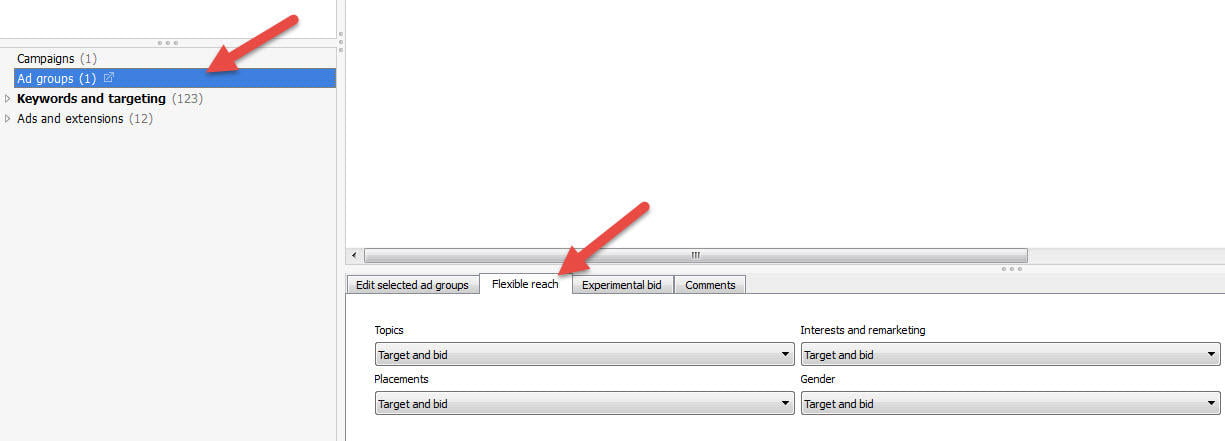 Campaigns (1)
Ad groups (1)
Keywords and targeting (123)
Ads and extensions (12)
Edit selected ad groups
Flexible reach
Experimental bid
Comments
Topics
Interests and remarketing
Target and bid
Target and bid
Placements
Gender
Target and bid
Target and bid